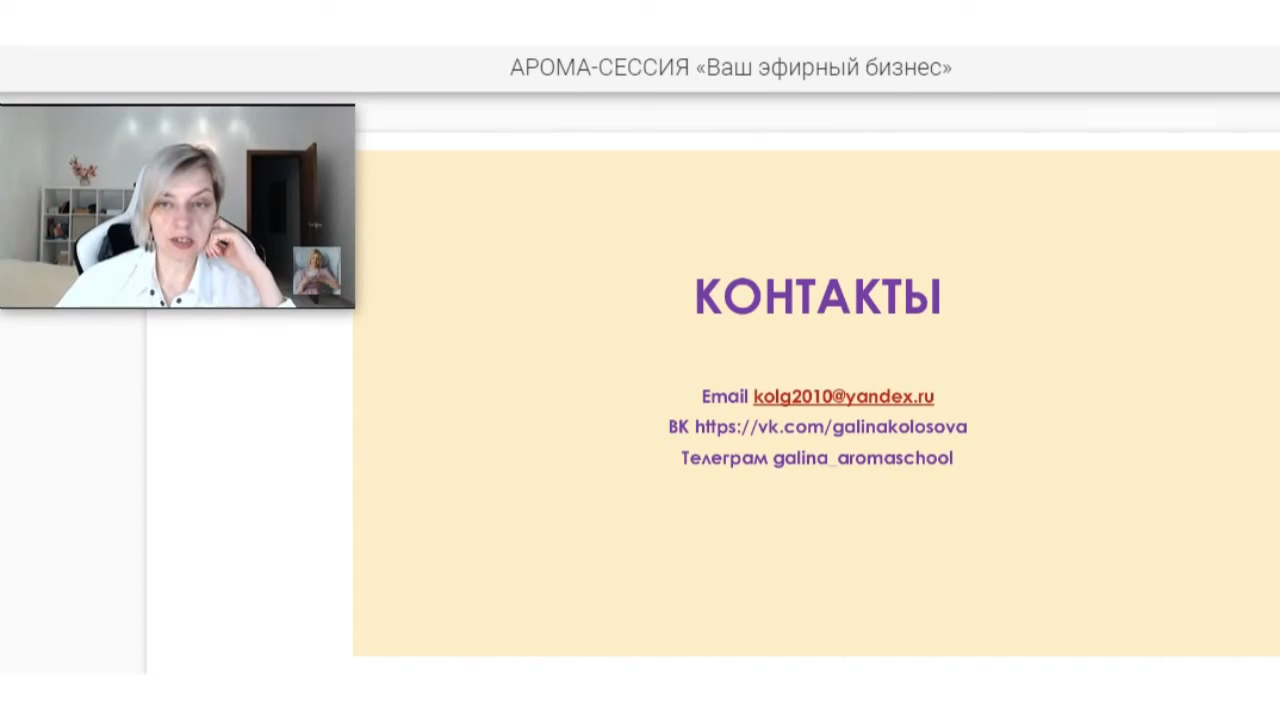 АРОМА-СЕССИЯ «Ваш эфирный бизнес»
КОНТАКТЫ
Email kolg2010@yandex.ru
ВК https://vk.com/galinakolosova
Телеграм galina_aromaschool